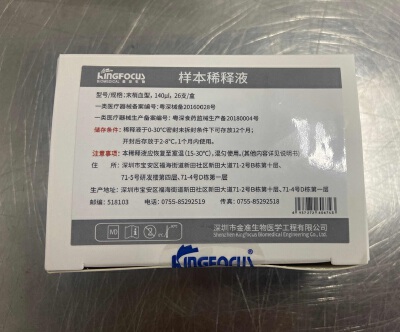 KINGFOCUS
样本稀释液
型号/规格:末梢血型,140μl,26支/盒
一类医疗器械备案编号:粤深械备20160028号
一类医疗器械生产备案编号:粤深食药监械生产备20180004号
储存条件:稀释液于0-30℃密封未拆封条件下可存放12个月;
开封后存放于2-8℃,1个月内使用。
注意事项:本稀释液应恢复至室温(15-30℃),混匀使用。(其他内容详见说明书)
住 所:深圳市宝安区福海街道新田社区新田大道71-2号B栋第十层,
71-5号研发楼第四层,71-4号D栋第一层
生产地址:深圳市宝安区福海街道新田社区新田大道71-2号B栋第十层,71-4号D栋第一层
邮编:518103 电话:0755-85292519 传真:0755-85292518
IVD
深圳市金准生物医学工程有限公司
Shenzhen Kingfocus Biomedical Engineering Co.,Ltd.
KINGFOCUS